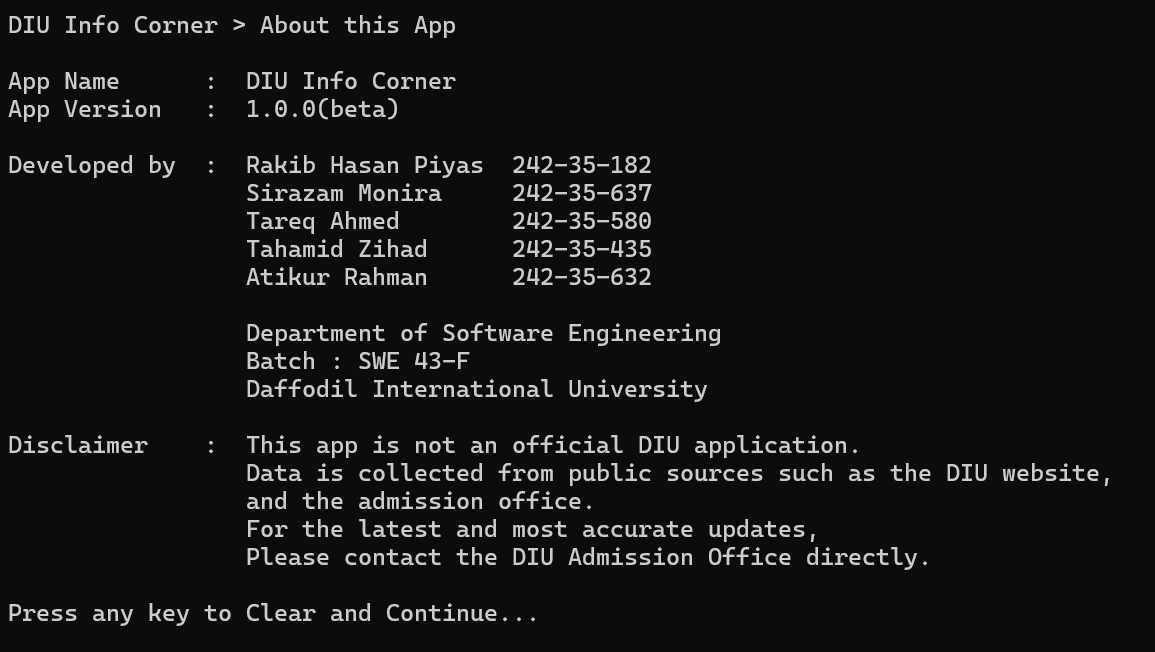 DIU Info Corner > About this App
App Name : DIU Info Corner
App Version : 1.0.0(beta)
Developed by : Rakib Hasan Piyas 242-35-182
Sirazam Monira 242-35-637
Tareq Ahmed 242-35-580
Tahamid Zihad 242-35-435
Atikur Rahman 242-35-632
Department of Software Engineering
Batch : SWE 43-F
Daffodil International University
Disclaimer : This app is not an official DIU application.
Data is collected from public sources such as the DIU website,
and the admission office.
For the latest and most accurate updates,
Please contact the DIU Admission Office directly.
Press any key to Clear and Continue...